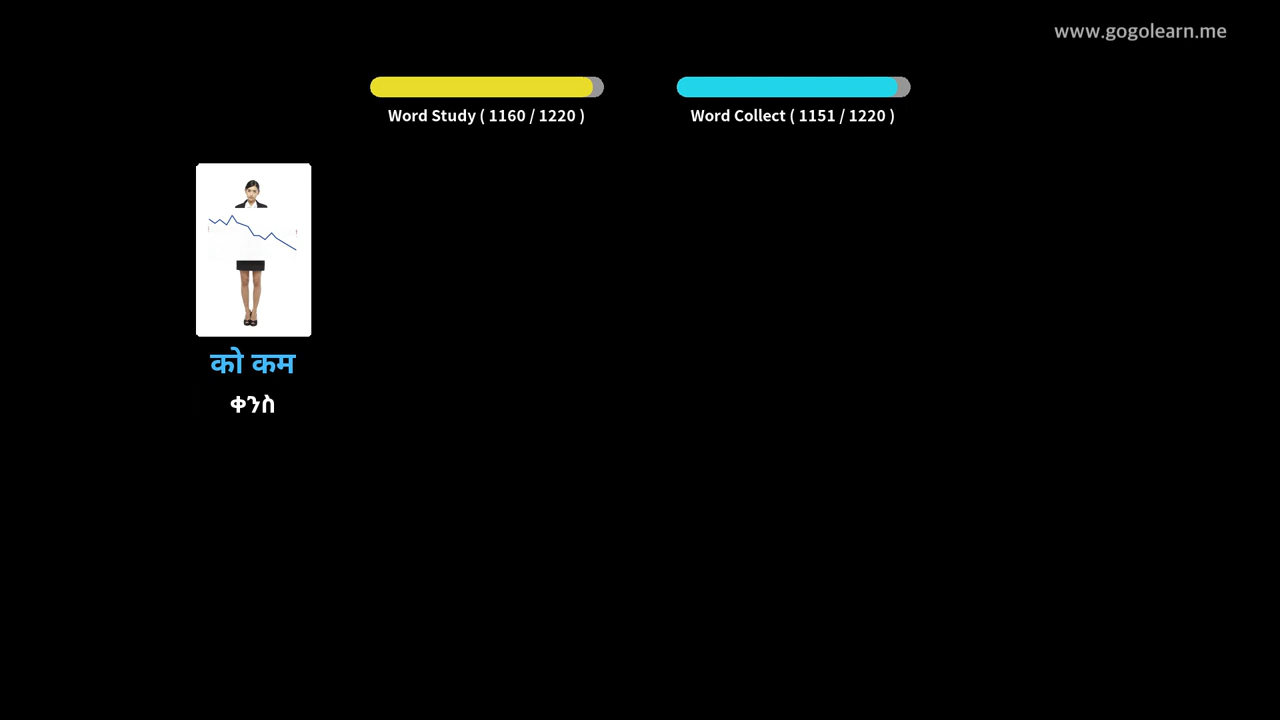 www.gogolearn.me
Word Study ( 1160 / 1220 )
Word Collect ( 1151 / 1220 )
को कम
ቀንስ